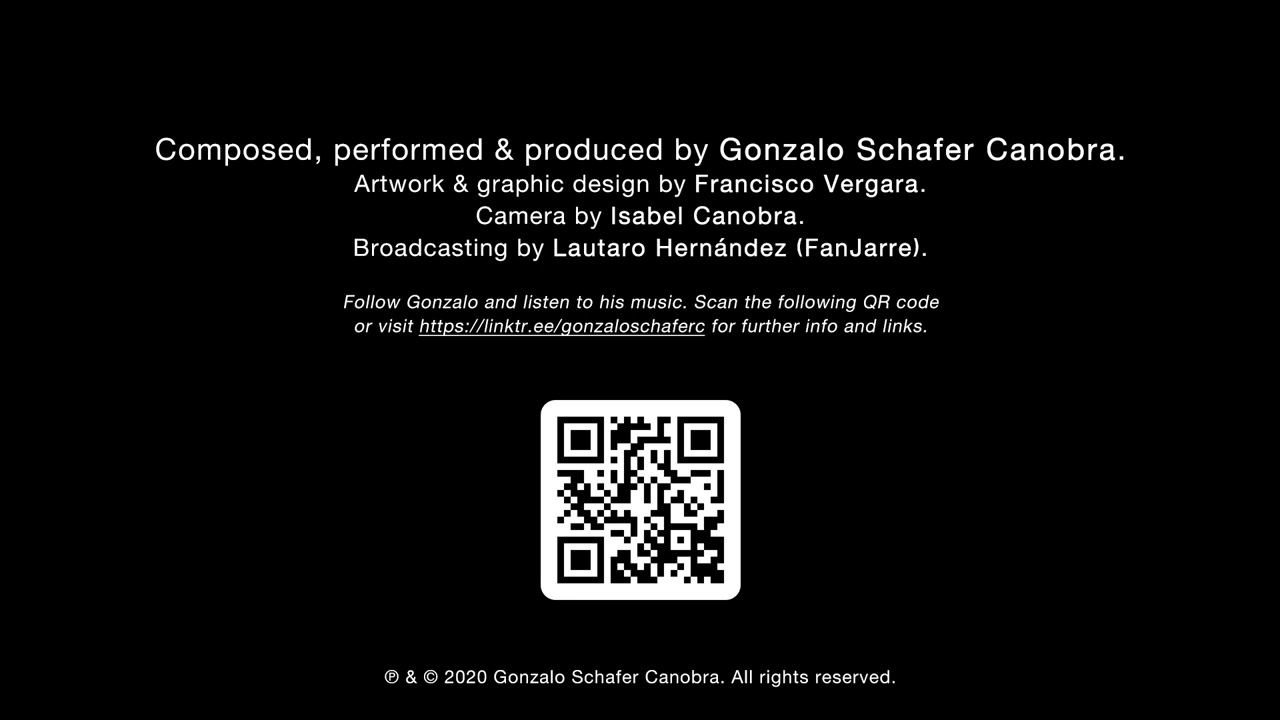 Composed, performed & produced by Gonzalo Schafer Canobra.
Artwork & graphic design by Francisco Vergara.
Camera by Isabel Canobra.
Broadcasting by Lautaro Hernández (FanJarre).
Follow Gonzalo and listen to his music. Scan the following QR code
or visit https://linktr.ee/gonzaloschaferc for further info and links.
℗ & © 2020 Gonzalo Schafer Canobra. All rights reserved.